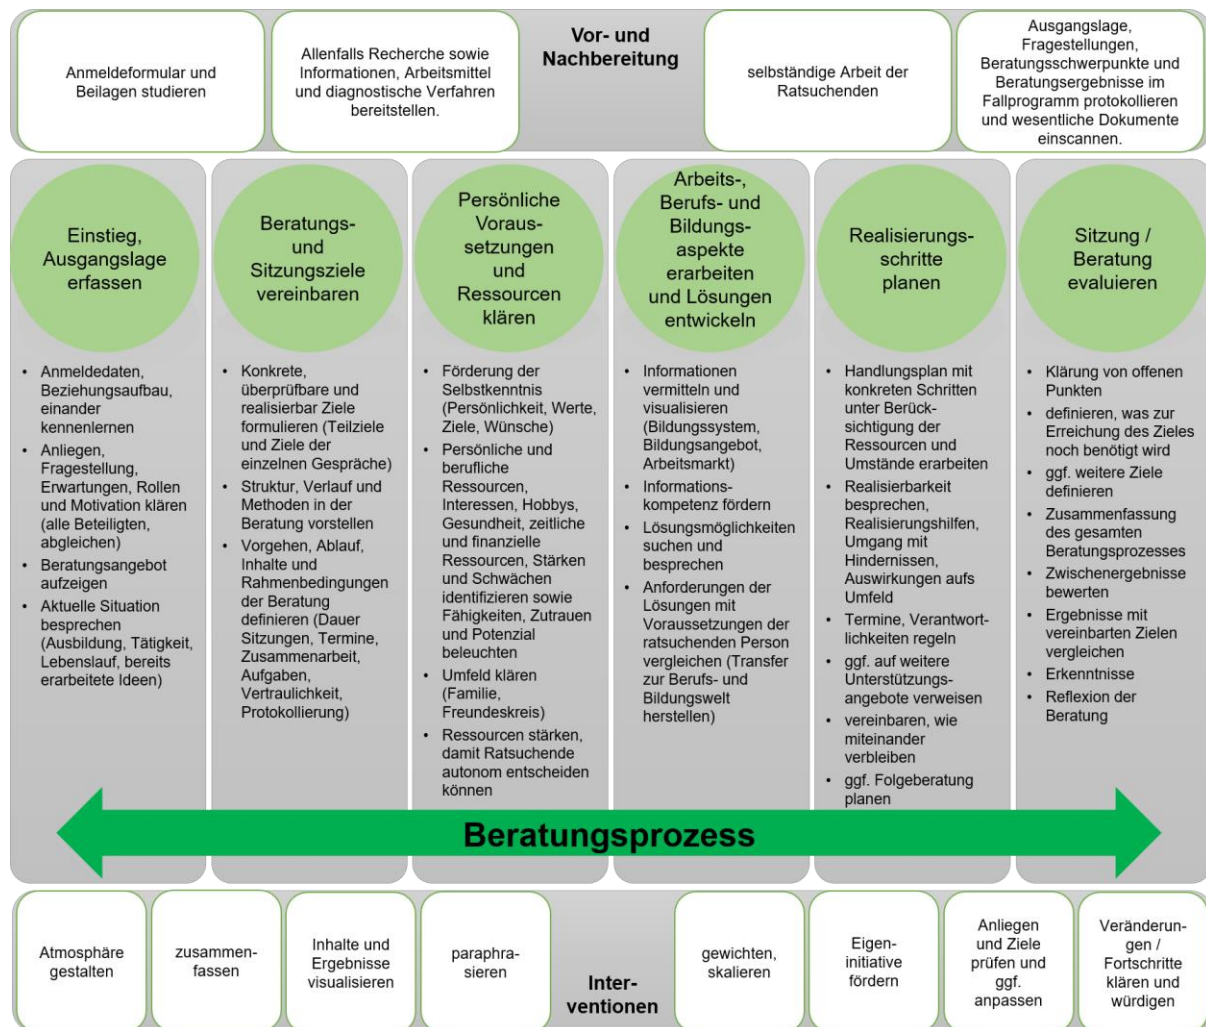 Anmeldeformular und
Beilagen studieren
Allenfalls Recherche sowie
Informationen, Arbeitsmittel
und diagnostische Verfahren
bereitstellen.
Vor- und
Nachbereitung
selbständige Arbeit der
Ratsuchenden
Ausgangslage,
Fragestellungen,
Beratungsschwerpunkte und
Beratungsergebnisse im
Fallprogramm protokollieren
und wesentliche Dokumente
einscannen.
Einstieg,
Ausgangslage
erfassen
• Anmeldedaten,
Beziehungsaufbau,
einander
kennenlernen
• Anliegen,
Fragestellung,
Erwartungen, Rollen
und Motivation klären
(alle Beteiligten,
abgleichen)
• Beratungsangebot
aufzeigen
• Aktuelle Situation
besprechen
(Ausbildung, Tätigkeit,
Lebenslauf, bereits
erarbeitete Ideen)
Beratungs-
und
Sitzungsziele
vereinbaren
• Konkrete,
überprüfbare und
realisierbar Ziele
formulieren (Teilziele
und Ziele der
einzelnen Gespräche)
• Struktur, Verlauf und
Methoden in der
Beratung vorstellen
• Vorgehen, Ablauf,
Inhalte und
Rahmenbedingungen
der Beratung
definieren (Dauer
Sitzungen, Termine,
Zusammenarbeit,
Aufgaben,
Vertraulichkeit,
Protokollierung)
Persönliche
Voraus-
setzungen
und
Ressourcen
klären
• Förderung der
Selbstkenntnis
(Persönlichkeit, Werte,
Ziele, Wünsche)
• Persönliche und
berufliche
Ressourcen,
Interessen, Hobbys,
Gesundheit, zeitliche
und finanzielle
Ressourcen, Stärken
und Schwächen
identifizieren sowie
Fähigkeiten, Zutrauen
und Potenzial
beleuchten
• Umfeld klären
(Familie,
Freundeskreis)
• Ressourcen stärken,
damit Ratsuchende
autonom entscheiden
können
Arbeits-,
Berufs- und
Bildungs-
aspekte
erarbeiten
und Lösungen
entwickeln
• Informationen
vermitteln und
visualisieren
(Bildungssystem,
Bildungsangebot,
Arbeitsmarkt)
• Informations-
kompetenz fördern
• Lösungsmöglichkeiten
suchen und
besprechen
• Anforderungen der
Lösungen mit
Voraussetzungen der
ratsuchenden Person
vergleichen (Transfer
zur Berufs- und
Bildungswelt
herstellen)
Realisierungs-
schritte
planen
• Handlungsplan mit
konkreten Schritten
unter Berück-
sichtigung der
Ressourcen und
Umstände erarbeiten
• Realisierbarkeit
besprechen,
Realisierungshilfen,
Umgang mit
Hindernissen,
Auswirkungen aufs
Umfeld
• Termine, Verantwort-
lichkeiten regeln
• ggf. auf weitere
Unterstützungs-
angebote verweisen
• vereinbaren, wie
miteinander
verbleiben
• ggf. Folgeberatung
planen
Sitzung /
Beratung
evaluieren
• Klärung von offenen
Punkten
• definieren, was zur
Erreichung des Zieles
noch benötigt wird
• ggf. weitere Ziele
definieren
• Zusammenfassung
des gesamten
Beratungsprozesses
• Zwischenergebnisse
bewerten
• Ergebnisse mit
vereinbarten Zielen
vergleichen
• Erkenntnisse
• Reflexion der
Beratung
Beratungsprozess
Atmosphäre
gestalten
zusammen-
fassen
Inhalte und
Ergebnisse
visualisieren
paraphra-
sieren
Inter-
ventionen
gewichten,
skalieren
Eigen-
initiative
fördern
Anliegen
und Ziele
prüfen und
ggf.
anpassen
Veränderun-
gen /
Fortschritte
klären und
würdigen